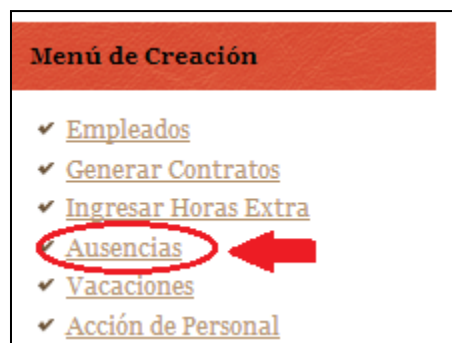 Menú de Creación
Empleados
Generar Contratos
Ingresar Horas Extra
Ausencias
Vacaciones
Acción de Personal